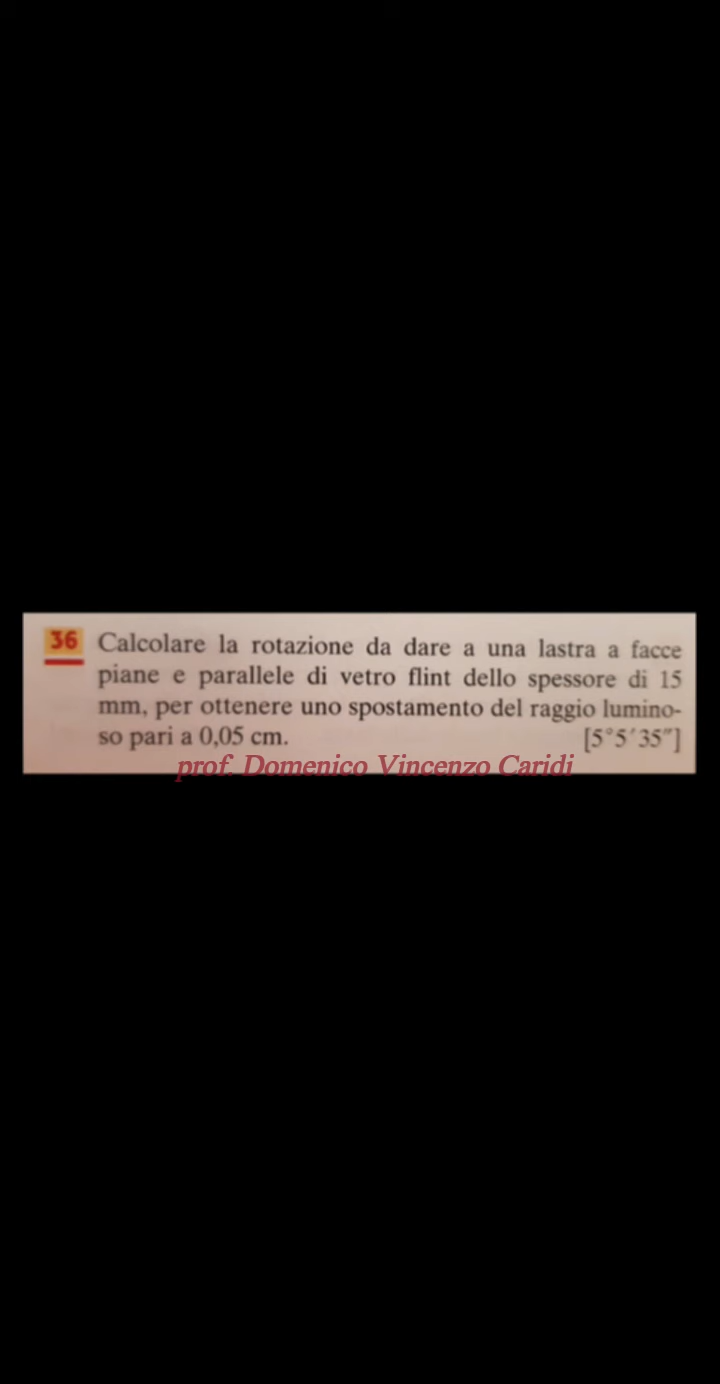 36 Calcolare la rotazione da dare a una lastra a facce
piane e parallele di vetro flint dello spessore di 15
mm, per ottenere uno spostamento del raggio lumino-
so pari a 0,05 cm. [5°5′35″]
prof. Domenico Vincenzo Caridi